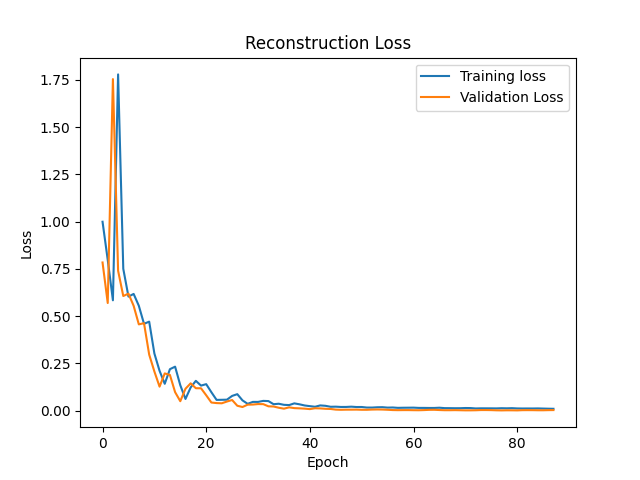 Reconstruction Loss
Training loss
Validation Loss
1.75
1.50
1.25
1.00
0.75
0.50
0.25
0.00
Loss
0 20 40 60 80
Epoch